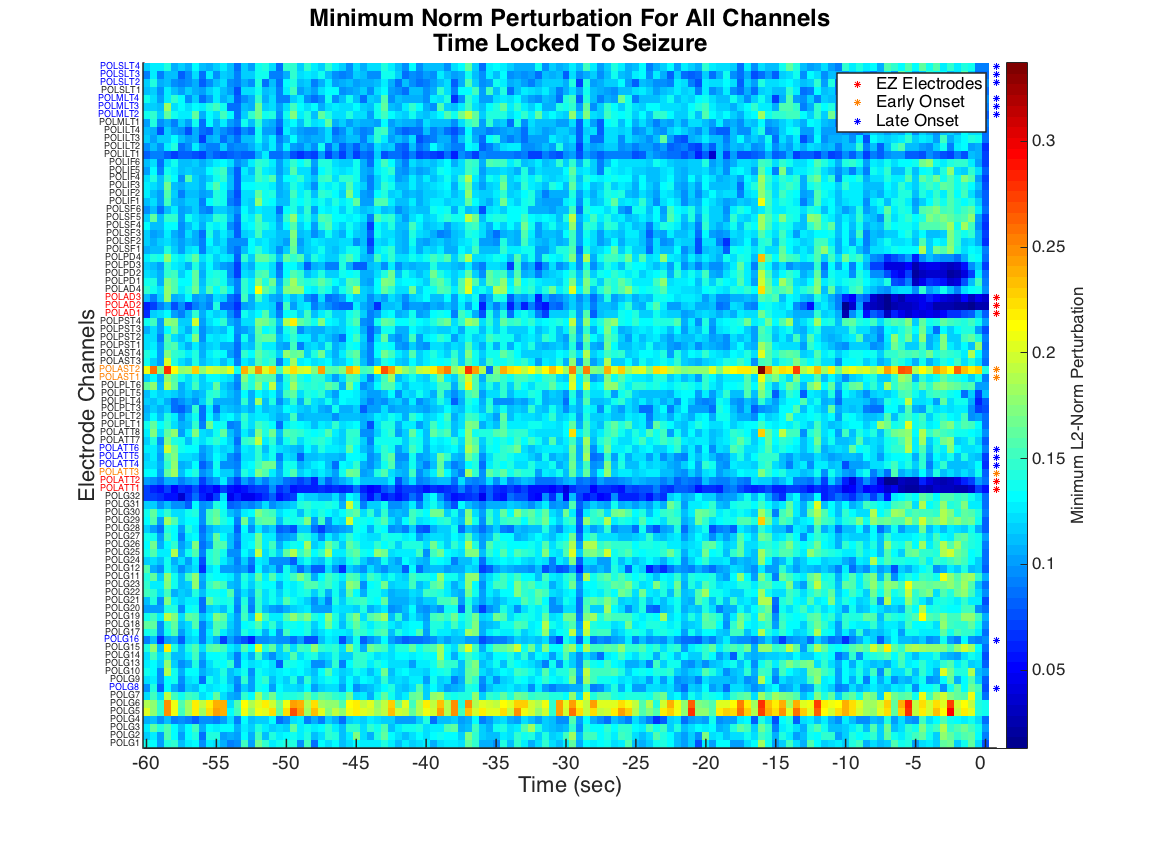 Minimum Norm Perturbation For All Channels
Time Locked To Seizure
EZ Electrodes
Early Onset
Late Onset
Electrode Channels
POLSLT4
POLSLT3
POLSLT2
POLSLT1
POLMLT4
POLMLT3
POLMLT2
POLMLT1
POLILT4
POLILT3
POLILT2
POLILT1
POLIF6
POLIF5
POLIF4
POLIF3
POLIF2
POLIF1
POLSF6
POLSF5
POLSF4
POLSF3
POLSF2
POLSF1
POLPD4
POLPD3
POLPD2
POLPD1
POLAD4
POLAD3
POLAD2
POLAD1
POLPST4
POLPST3
POLPST2
POLPST1
POLAST4
POLAST3
POLAST2
POLAST1
POLPLT6
POLPLT5
POLPLT4
POLPLT3
POLPLT2
POLPLT1
POLATT8
POLATT7
POLATT6
POLATT5
POLATT4
POLATT3
POLATT2
POLATT1
POLG32
POLG31
POLG30
POLG29
POLG28
POLG27
POLG26
POLG25
POLG24
POLG12
POLG11
POLG23
POLG22
POLG21
POLG20
POLG19
POLG18
POLG17
POLG16
POLG15
POLG14
POLG13
POLG10
POLG9
POLG8
POLG7
POLG6
POLG5
POLG4
POLG3
POLG2
POLG1
-60 -55 -50 -45 -40 -35 -30 -25 -20 -15 -10 -5 0
Time (sec)
0.3
0.25
0.2
0.15
0.1
0.05
Minimum L2-Norm Perturbation